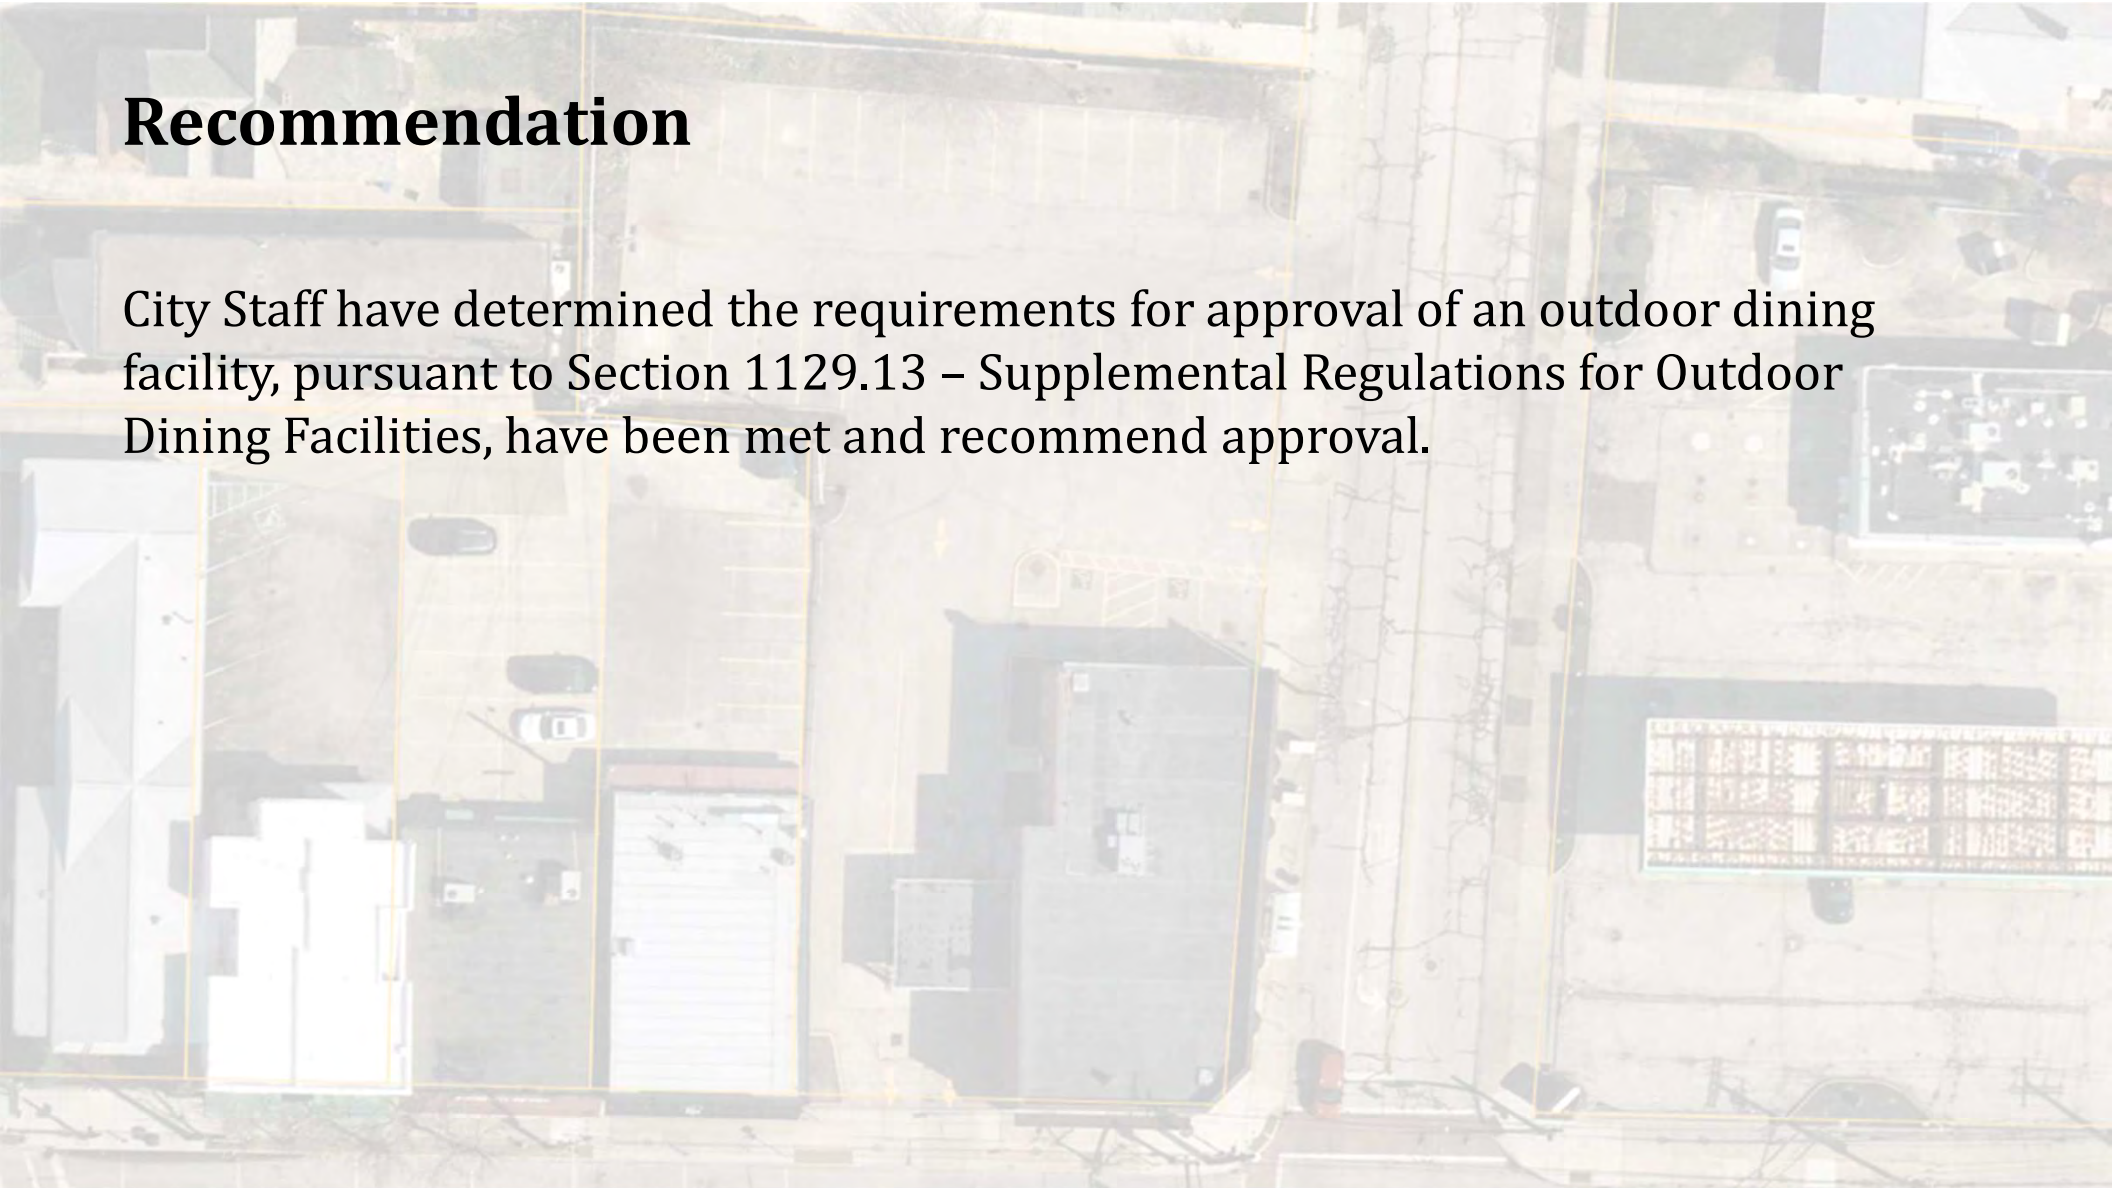 Recommendation
City Staff have determined the requirements for approval of an outdoor dining
facility, pursuant to Section 1129.13 – Supplemental Regulations for Outdoor
Dining Facilities, have been met and recommend approval.